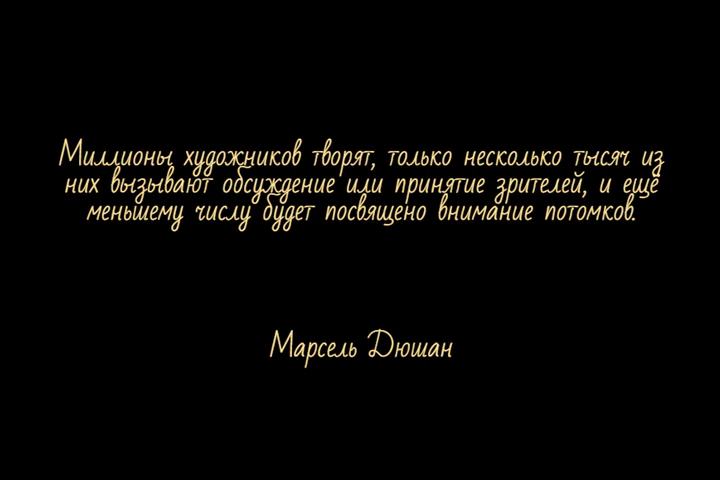 Миллионы художников творят, только несколько тысяч из
них вызывают обсуждение или принятие зрителей, и ещё
меньшему числу будет посвящено внимание потомков.
Марсель Дюшан